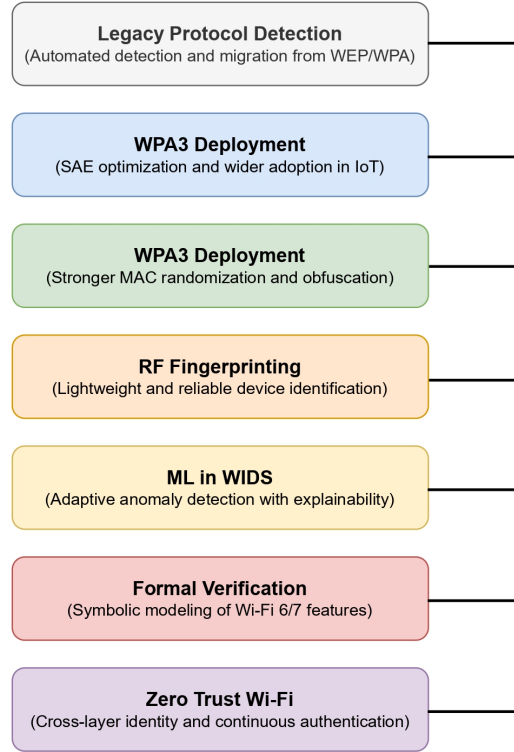 Legacy Protocol Detection
(Automated detection and migration from WEP/WPA)
WPA3 Deployment
(SAE optimization and wider adoption in IoT)
WPA3 Deployment
(Stronger MAC randomization and obfuscation)
RF Fingerprinting
(Lightweight and reliable device identification)
ML in WIDS
(Adaptive anomaly detection with explainability)
Formal Verification
(Symbolic modeling of Wi-Fi 6/7 features)
Zero Trust Wi-Fi
(Cross-layer identity and continuous authentication)